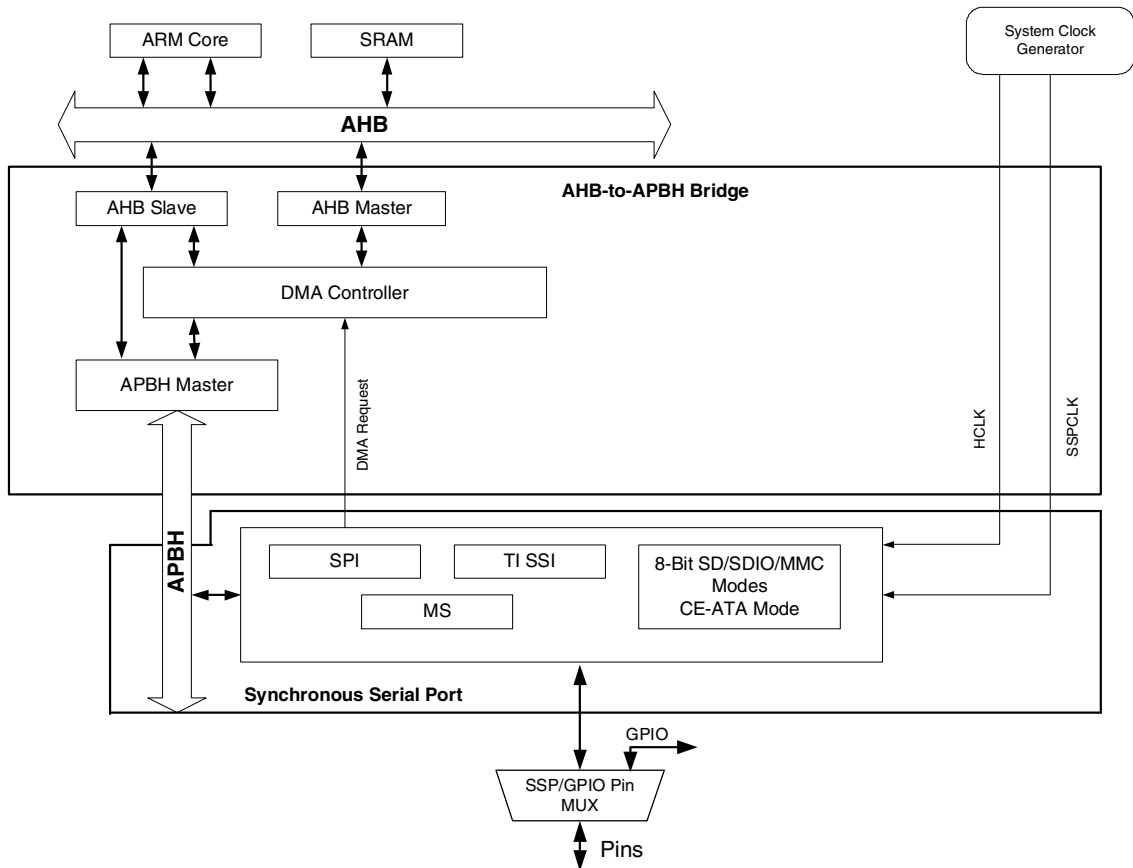 ARM Core
SRAM
System Clock
Generator
AHB
AHB-to-APBH Bridge
AHB Slave
AHB Master
DMA Controller
APBH Master
DMA Request
HCLK
SSPCLK
APBH
SPI
TI SSI
8-Bit SD/SDIO/MMC
Modes
CE-ATA Mode
MS
Synchronous Serial Port
GPIO
SSP/GPIO Pin
MUX
Pins